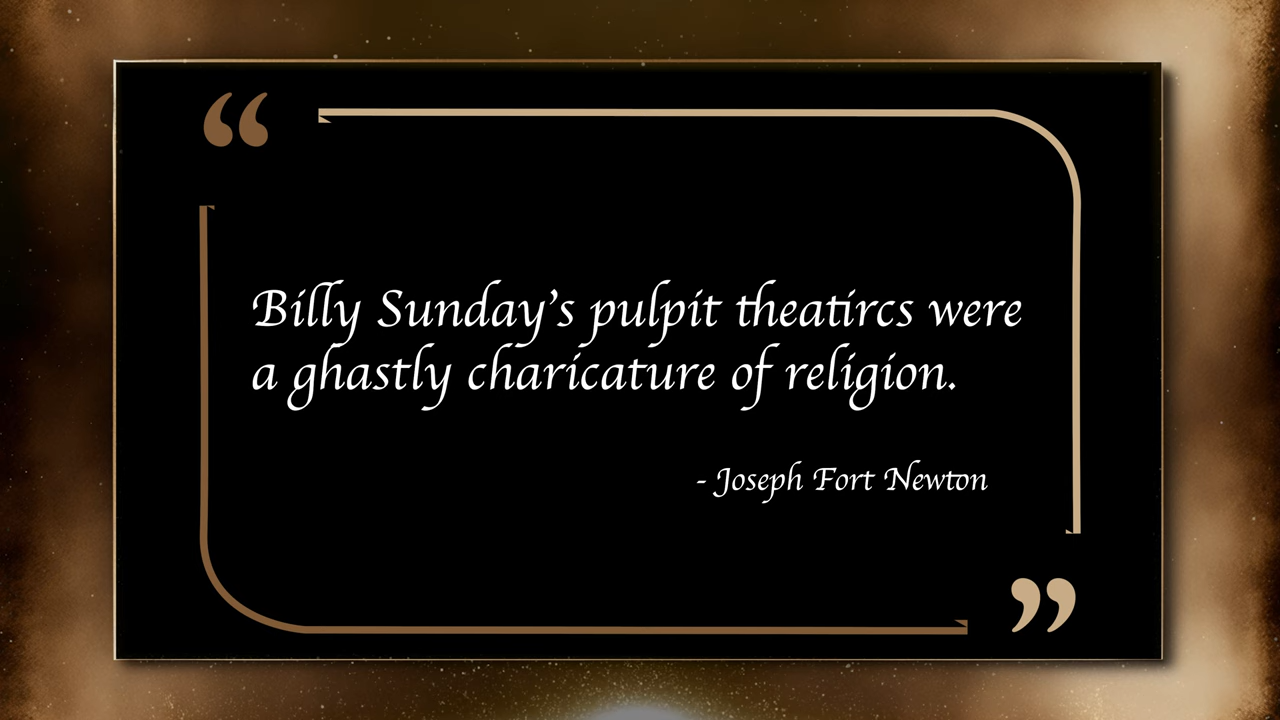 Billy Sunday's pulpit theatircs were
a ghastly charicature of religion.
- Joseph Fort Newton